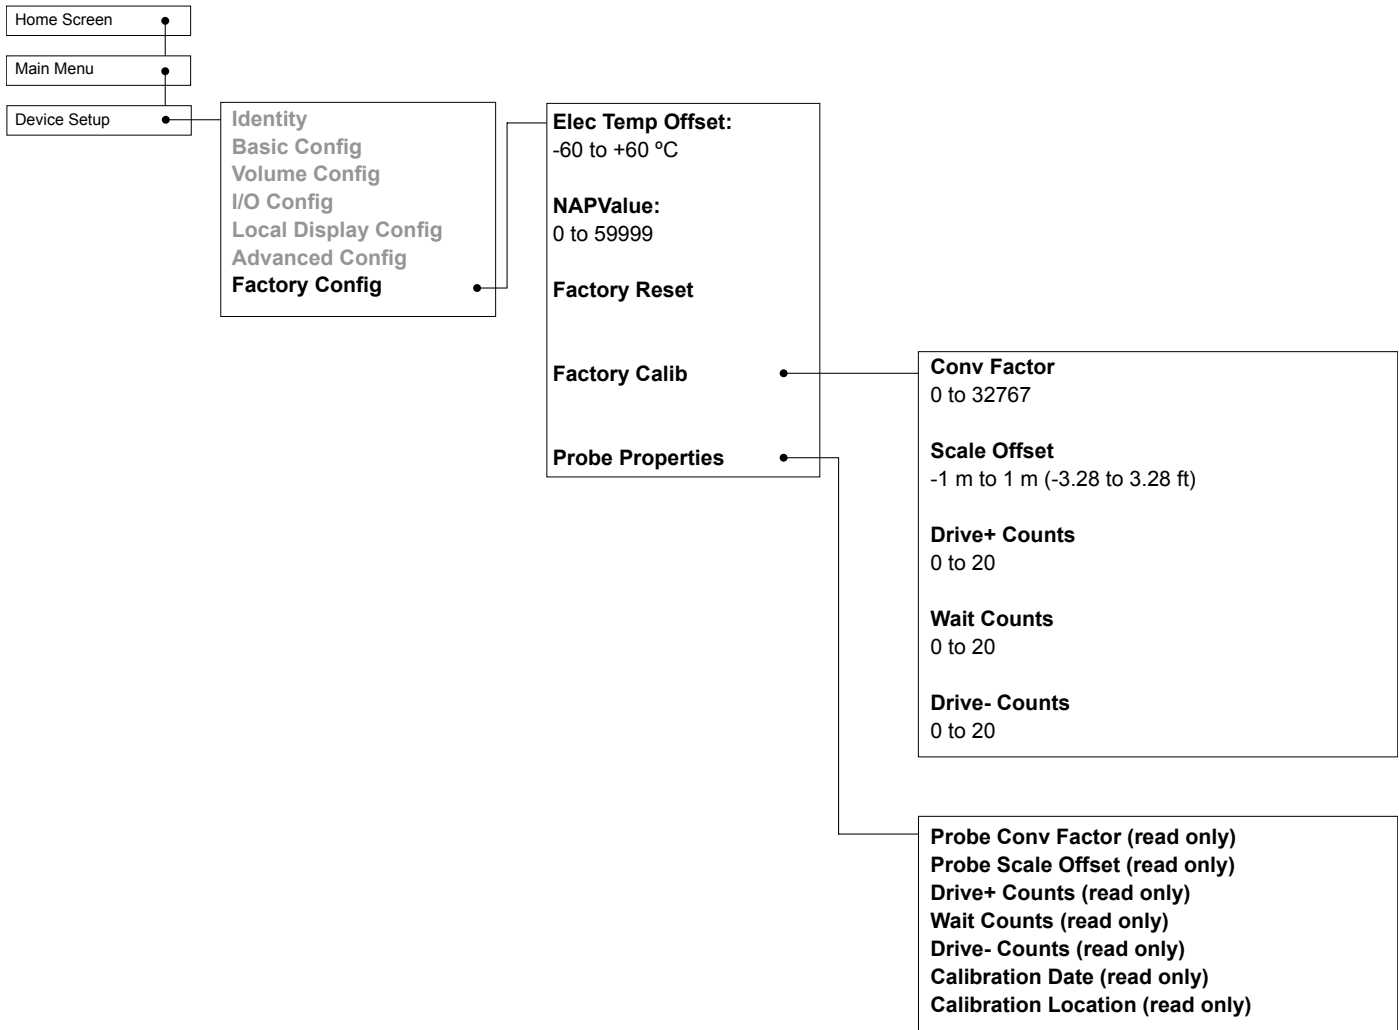 Home Screen
Main Menu
Device Setup
Identity
Basic Config
Volume Config
I/O Config
Local Display Config
Advanced Config
Factory Config
Elec Temp Offset:
-60 to +60 ºC
NAPValue:
0 to 59999
Factory Reset
Factory Calib
Probe Properties
Conv Factor
0 to 32767
Scale Offset
-1 m to 1 m (-3.28 to 3.28 ft)
Drive+ Counts
0 to 20
Wait Counts
0 to 20
Drive- Counts
0 to 20
Probe Conv Factor (read only)
Probe Scale Offset (read only)
Drive+ Counts (read only)
Wait Counts (read only)
Drive- Counts (read only)
Calibration Date (read only)
Calibration Location (read only)